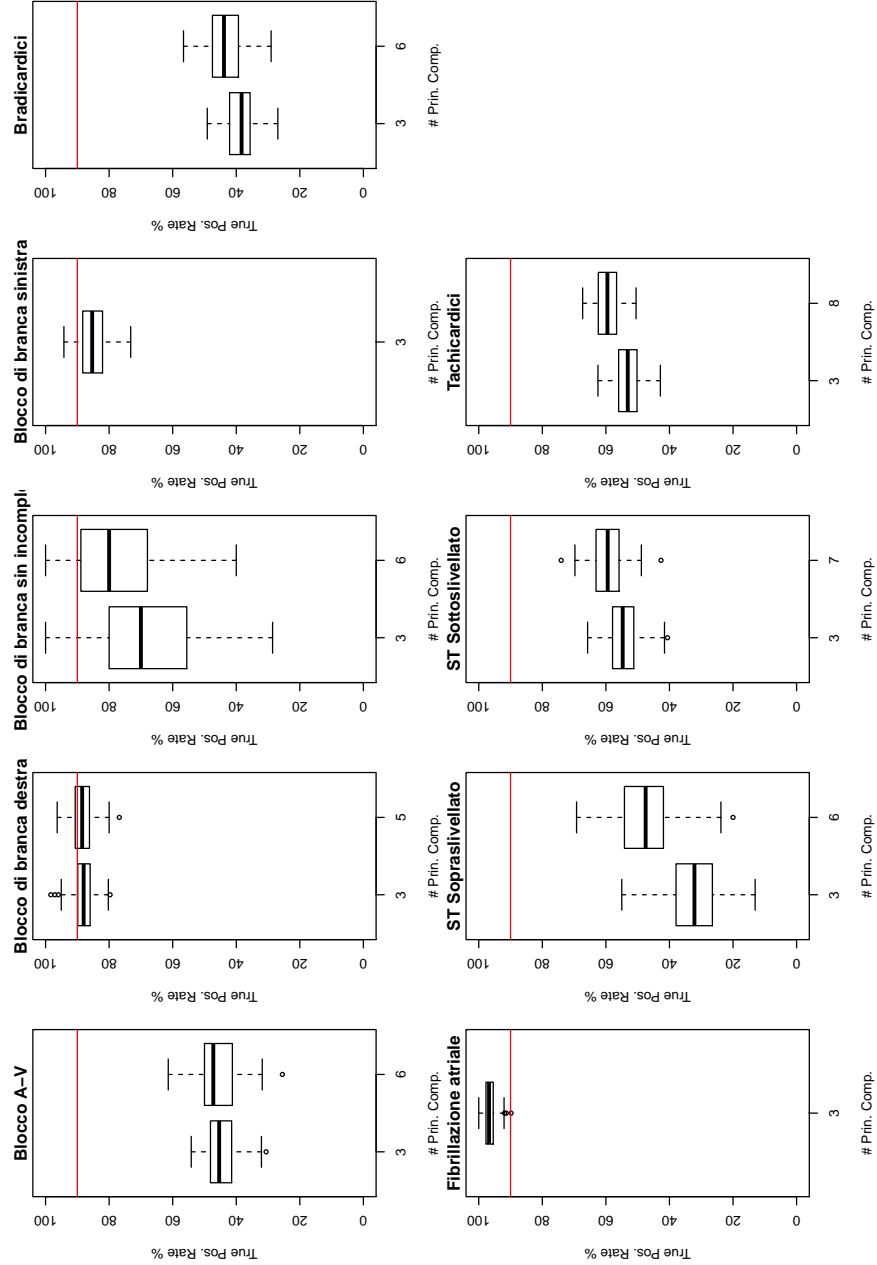 Blocco A−V
True Pos. Rate %
100
80
60
40
20
0
3
6
# Prin. Comp.
Blocco di branca destra
True Pos. Rate %
100
80
60
40
20
0
3
5
# Prin. Comp.
Blocco di branca sin incompl
True Pos. Rate %
100
80
60
40
20
0
3
6
# Prin. Comp.
Blocco di branca sinistra
True Pos. Rate %
100
80
60
40
20
0
3
# Prin. Comp.
Bradicardici
True Pos. Rate %
100
80
60
40
20
0
3
6
# Prin. Comp.
Fibrillazione atriale
True Pos. Rate %
100
80
60
40
20
0
3
# Prin. Comp.
ST Sopraslivellato
True Pos. Rate %
100
80
60
40
20
0
3
6
# Prin. Comp.
ST Sottoslivellato
True Pos. Rate %
100
80
60
40
20
0
3
7
# Prin. Comp.
Tachicardici
True Pos. Rate %
100
80
60
40
20
0
3
8
# Prin. Comp.